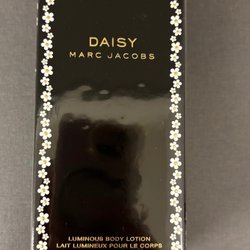 DAISY
MARC JACOBS
LUMINOUS BODY LOTION
LAIT LUMINEUX POUR LE CORPS